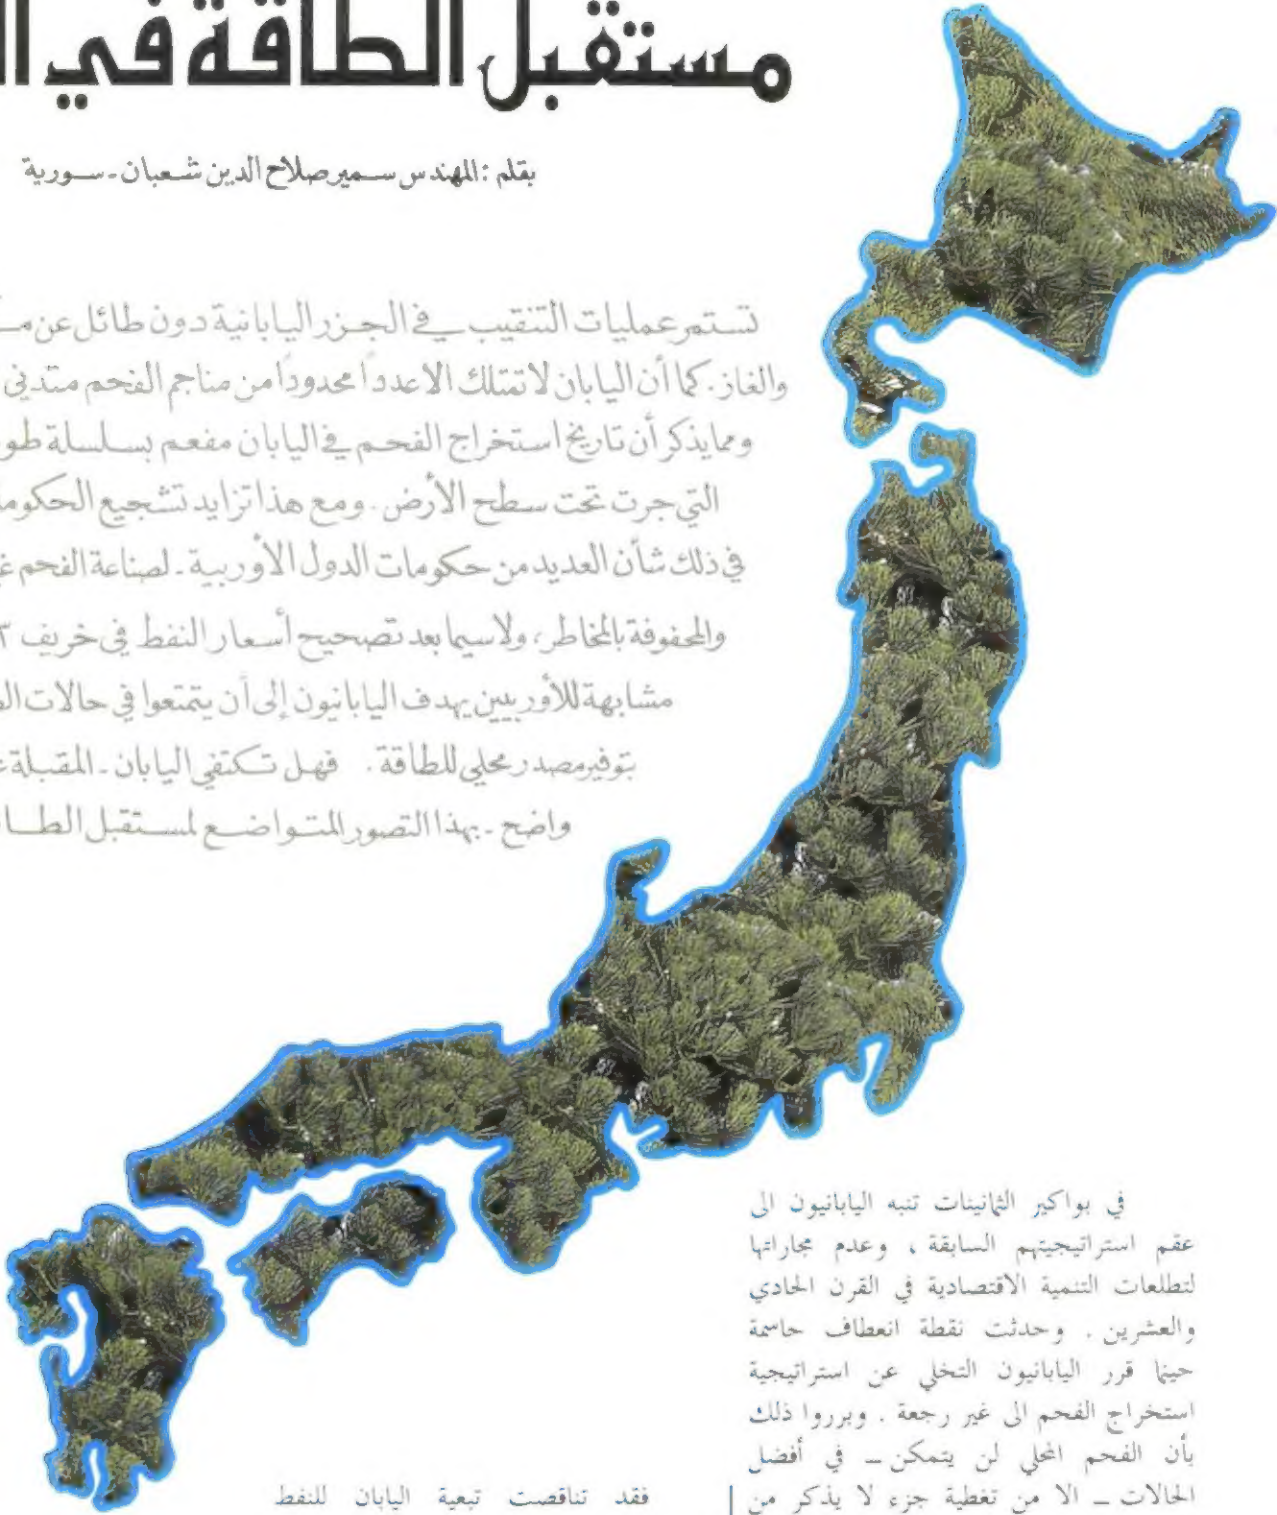 مستقبل الطاقة في
بقلم : المهندس سمير صلاح الدين شعبان - سورية
تستمر عمليات التنقيب في الجزر اليابانية دون طائل عن
والغاز . كما أن اليابان لا تمتلك الا عدداً محدوداً من مناجم الفحم متدني
ومما يذكر أن تاريخ استخراج الفحم في اليابان مفعم بسلسلة
التي جرت تحت سطح الأرض . ومع هذا تزايد تشجيع
في ذلك شأن العديد من حكومات الدول الأوربية - لصناعة الفحم
والمحفوفة بالمخاطر ، ولاسيما بعد تصحيح أسعار النفط في خريف
مشابهة للأوربيين يهدف اليابانيون إلى أن يتمتعوا في حالات
بتوفير مصدر محلي للطاقة . فهل تكتفي اليابان - المقبلة
واضح - بهذا التصور المتواضع لمستقبل
في بواكير الثمانينات تنبه اليابانيون الى
عقم استراتيجيتهم السابقة ، وعدم مجاراتها
لتطلعات التنمية الاقتصادية في القرن الحادي
والعشرين . وحدثت نقطة انعطاف حاسمة
حينما قرر اليابانيون التخلي عن استراتيجية
استخراج الفحم الى غير رجعة . وبرروا ذلك
بأن الفحم المحلي لن يتمكن ــ في أفضل
الحالات ــ الا من تغطية جزء لا يذكر من
فقد تناقصت تبعية اليابان للنفط